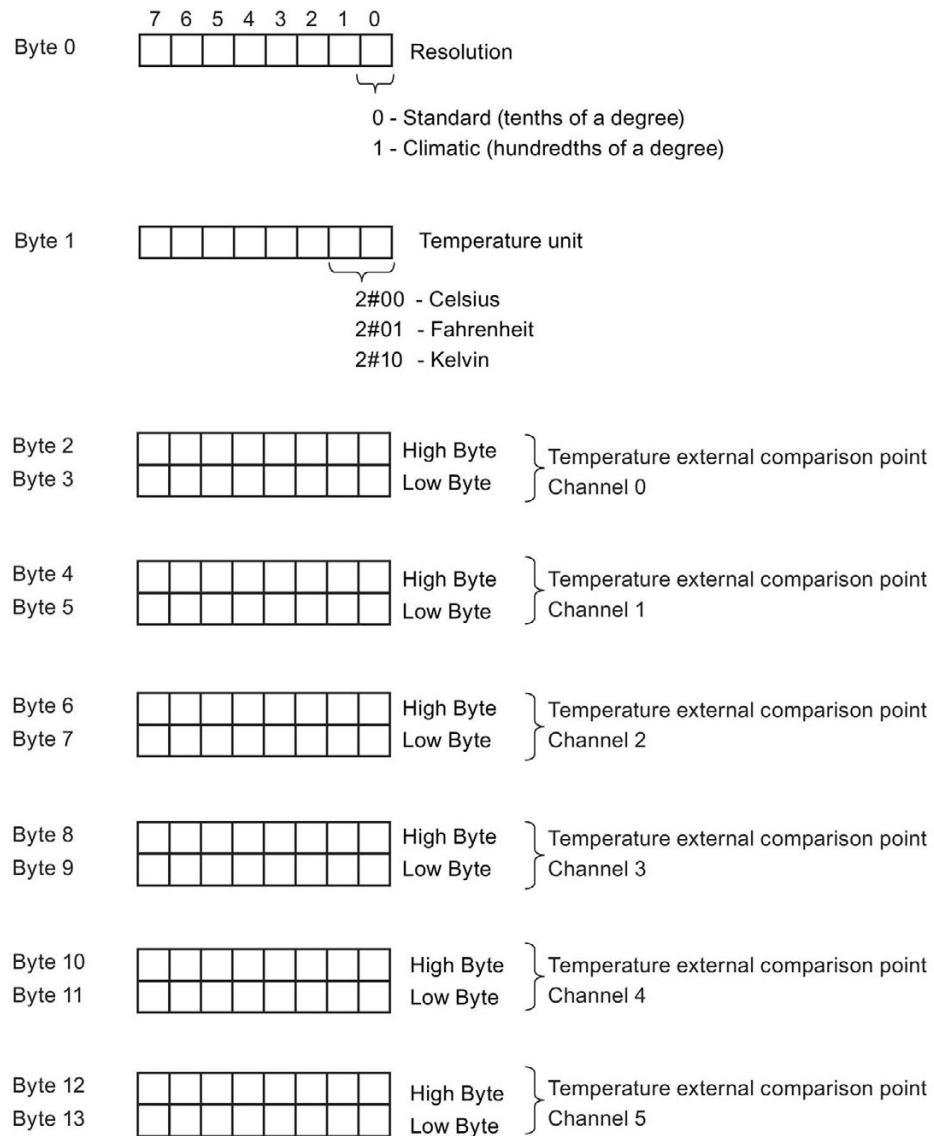 7 6 5 4 3 2 1 0
Byte 0 Resolution
0 - Standard (tenths of a degree)
1 - Climatic (hundredths of a degree)
Byte 1 Temperature unit
2#00 - Celsius
2#01 - Fahrenheit
2#10 - Kelvin
Byte 2 High Byte Temperature external comparison point
Byte 3 Low Byte Channel 0
Byte 4 High Byte Temperature external comparison point
Byte 5 Low Byte Channel 1
Byte 6 High Byte Temperature external comparison point
Byte 7 Low Byte Channel 2
Byte 8 High Byte Temperature external comparison point
Byte 9 Low Byte Channel 3
Byte 10 High Byte Temperature external comparison point
Byte 11 Low Byte Channel 4
Byte 12 High Byte Temperature external comparison point
Byte 13 Low Byte Channel 5